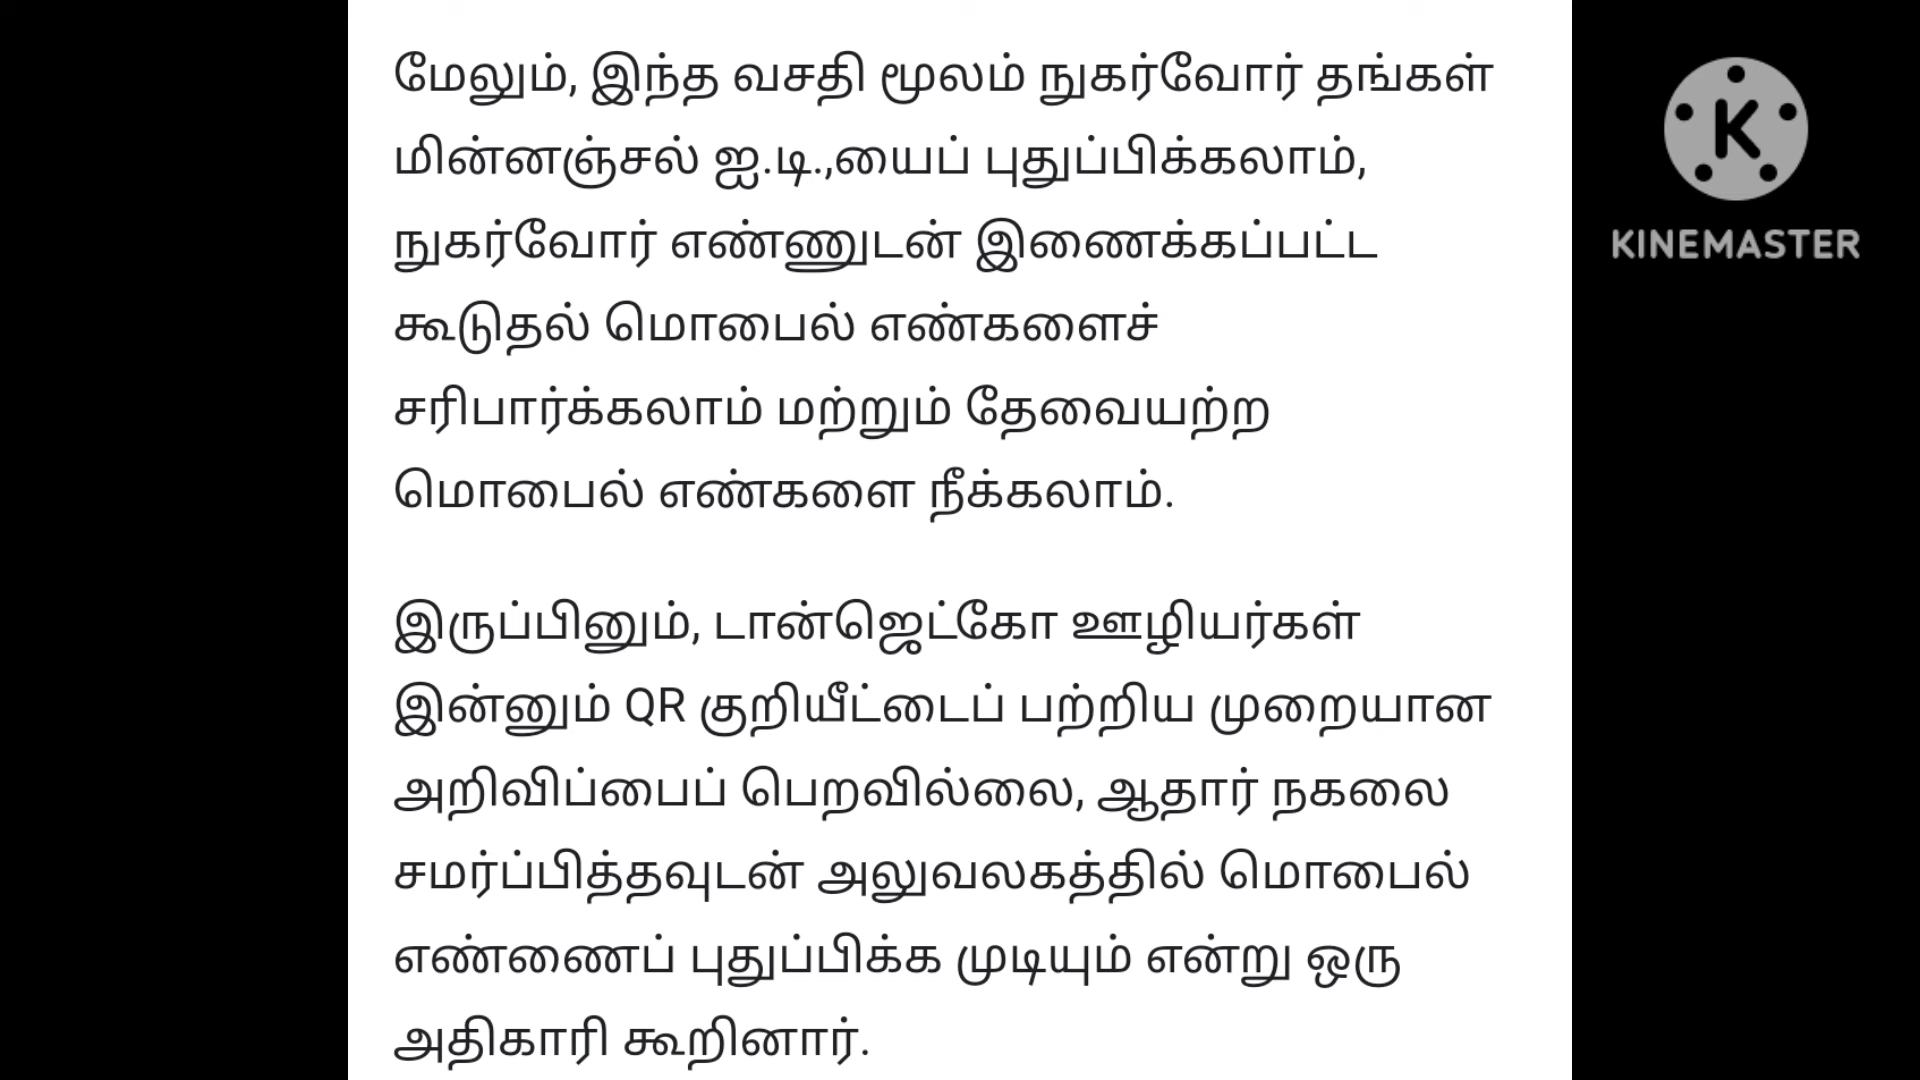 மேலும், இந்த வசதி மூலம் நுகர்வோர் தங்கள்
மின்னஞ்சல் ஐ.டி.,யைப் புதுப்பிக்கலாம்,
நுகர்வோர் எண்ணுடன் இணைக்கப்பட்ட
கூடுதல் மொபைல் எண்களைச்
சரிபார்க்கலாம் மற்றும் தேவையற்ற
மொபைல் எண்களை நீக்கலாம்.
இருப்பினும், டான்ஜெட்கோ ஊழியர்கள்
இன்னும் QR குறியீட்டைப் பற்றிய முறையான
அறிவிப்பைப் பெறவில்லை, ஆதார் நகலை
சமர்ப்பித்தவுடன் அலுவலகத்தில் மொபைல்
எண்ணைப் புதுப்பிக்க முடியும் என்று ஒரு
அதிகாரி கூறினார்.
K
KINEMASTER